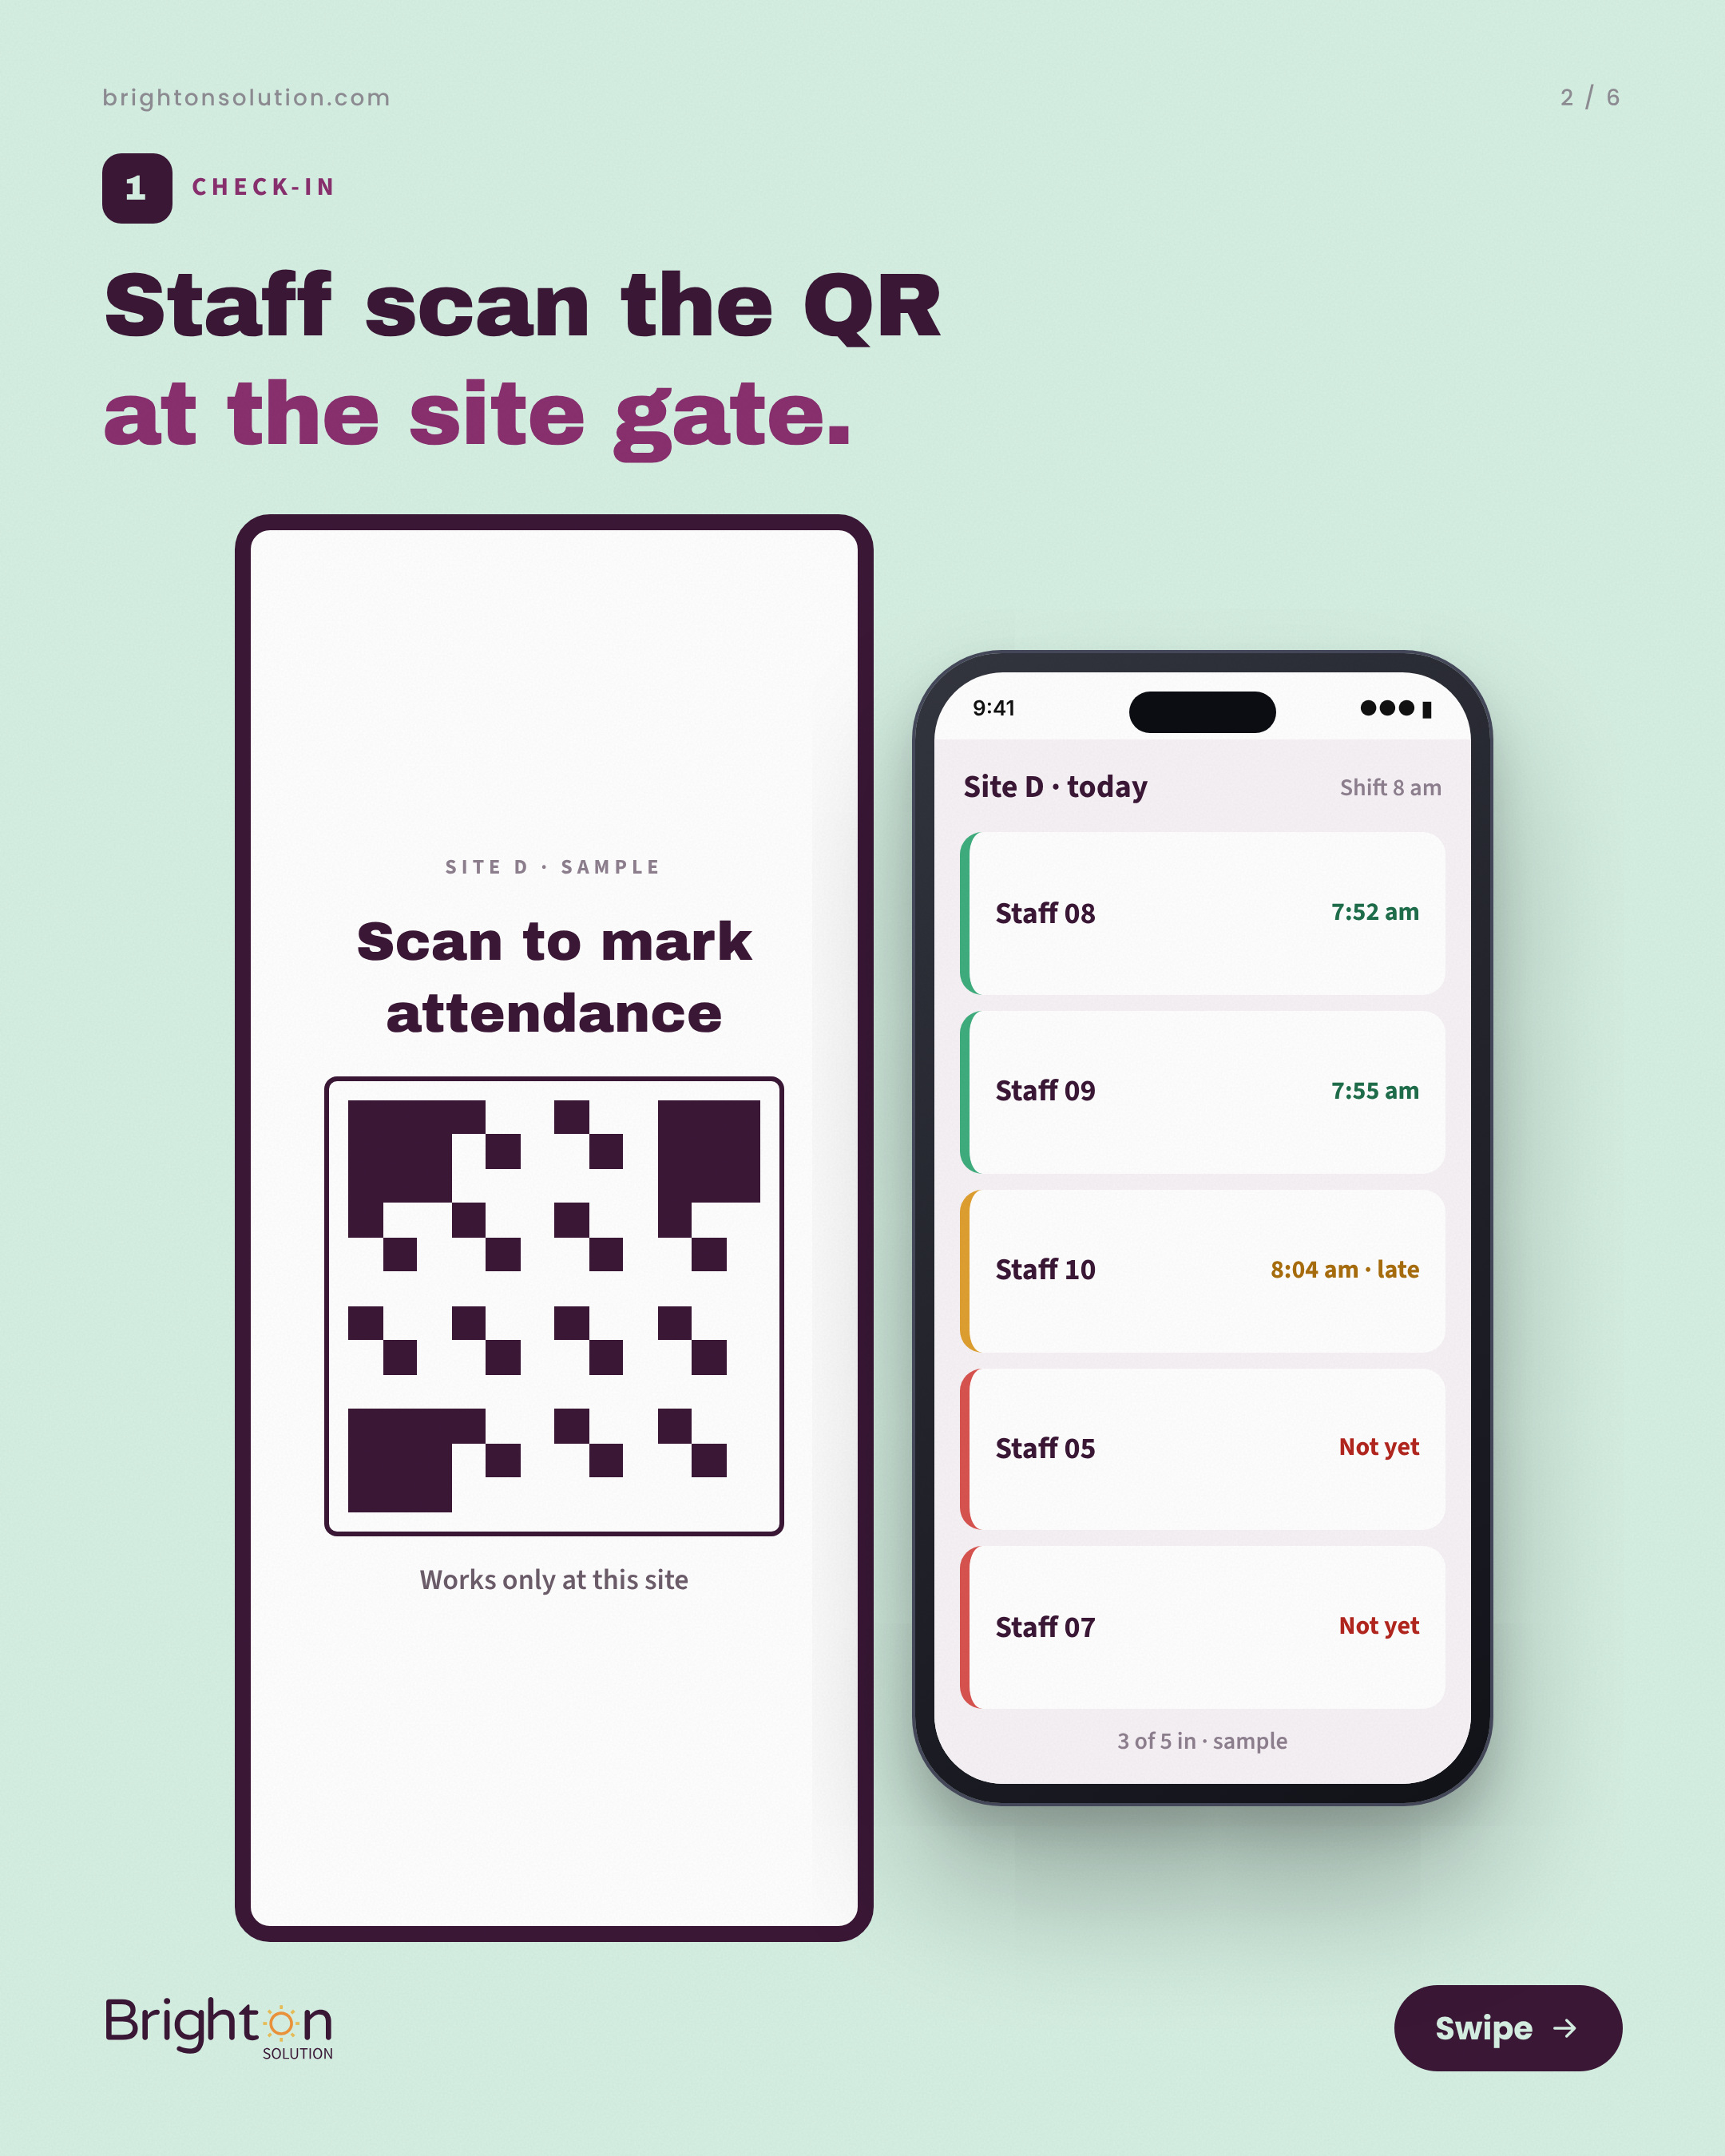 brightonsolution.com
2 / 6
1
CHECK-IN
Staff scan the QR
at the site gate.
SITE D · SAMPLE
Scan to mark
attendance
Works only at this site
9:41
Site D · today
Shift 8 am
Staff 08
7:52 am
Staff 09
7:55 am
Staff 10
8:04 am · late
Staff 05
Not yet
Staff 07
Not yet
3 of 5 in · sample
Brighton
SOLUTION
Swipe →